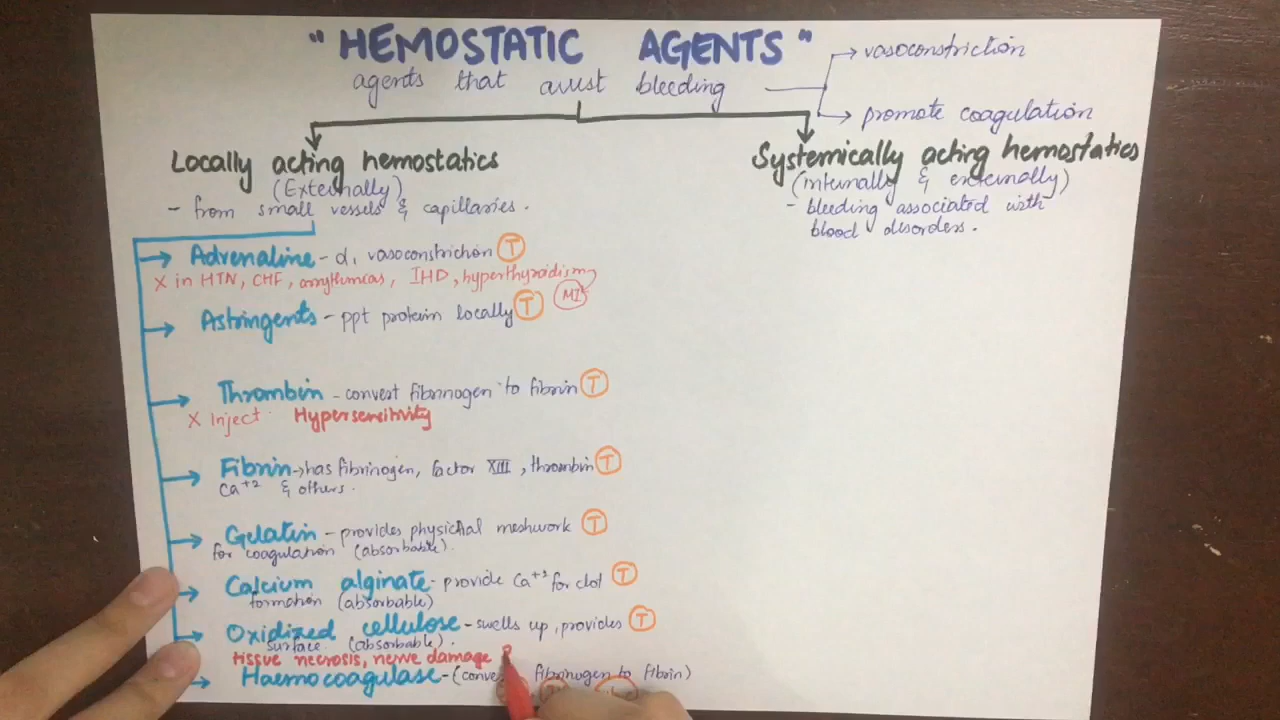 "HEMOSTATIC AGENTS"
agents that arrest bleeding
vasoconstriction
promote coagulation
Locally acting hemostatics
(Externally)
- from small vessels & capillaries.
Adrenaline - α₁ vasoconstriction T
X in HTN, CHF, arrythmias, IHD, hyperthyroidism
MI
Astringents - ppt protein locally T
Thrombin - convert fibrinogen to fibrin T
X Inject Hypersensitivity
Fibrin → has fibrinogen, factor XIII, thrombin T
Ca⁺² & others.
Gelatin - provides physichal meshwork T
for coagulation (absorbable).
Calcium alginate - provide Ca⁺² for clot T
formation (absorbable)
Oxidized cellulose - swells up, provides T
surface. (absorbable).
tissue necrosis, nerve damage
Haemocoagulase - ( fibrinogen to fibrin)
Systemically acting hemostatics
(internally & externally)
- bleeding associated with
blood disorders.